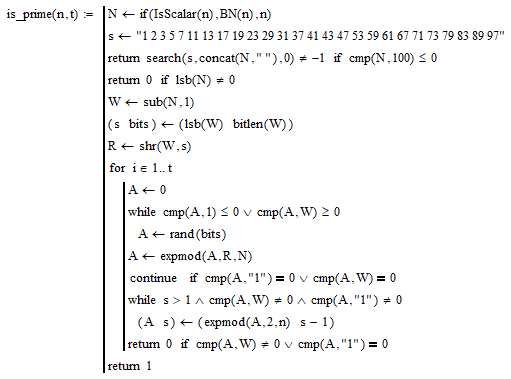 is_prime(n,t) := N ← if(IsScalar(n),BN(n),n)
s ← "1 2 3 5 7 11 13 17 19 23 29 31 37 41 43 47 53 59 61 67 71 73 79 83 89 97"
return search(s,concat(N," "),0) ≠ −1 if cmp(N,100) ≤ 0
return 0 if lsb(N) ≠ 0
W ← sub(N,1)
(s bits) ← (lsb(W) bitlen(W))
R ← shr(W,s)
for i ∈ 1..t
A ← 0
while cmp(A,1) ≤ 0 ∨ cmp(A,W) ≥ 0
A ← rand(bits)
A ← expmod(A,R,N)
continue if cmp(A,"1") = 0 ∨ cmp(A,W) = 0
while s > 1 ∧ cmp(A,W) ≠ 0 ∧ cmp(A,"1") ≠ 0
(A s) ← (expmod(A,2,n) s − 1)
return 0 if cmp(A,W) ≠ 0 ∨ cmp(A,"1") = 0
return 1